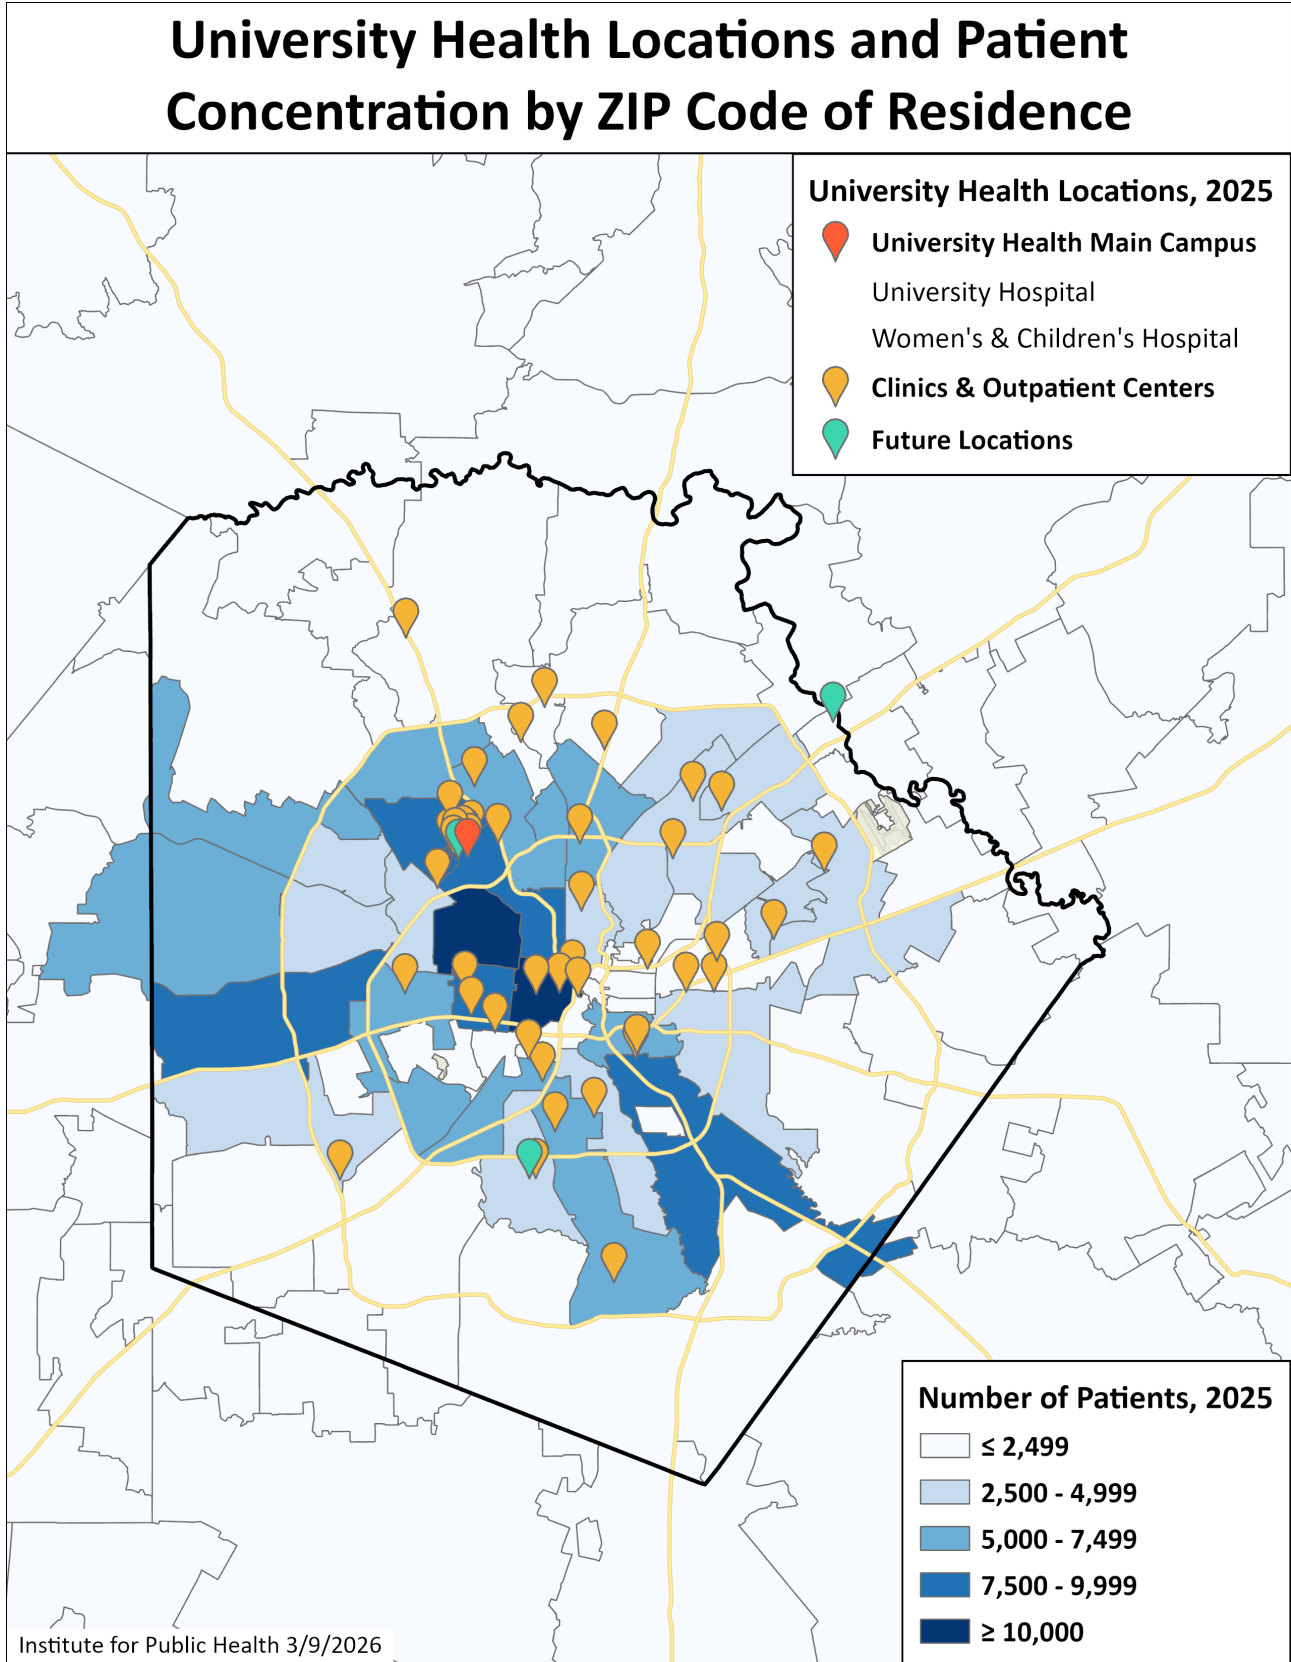 University Health Locations and Patient
Concentration by ZIP Code of Residence
University Health Locations, 2025
University Health Main Campus
University Hospital
Women's & Children's Hospital
Clinics & Outpatient Centers
Future Locations
Number of Patients, 2025
≤ 2,499
2,500 - 4,999
5,000 - 7,499
7,500 - 9,999
≥ 10,000
Institute for Public Health 3/9/2026